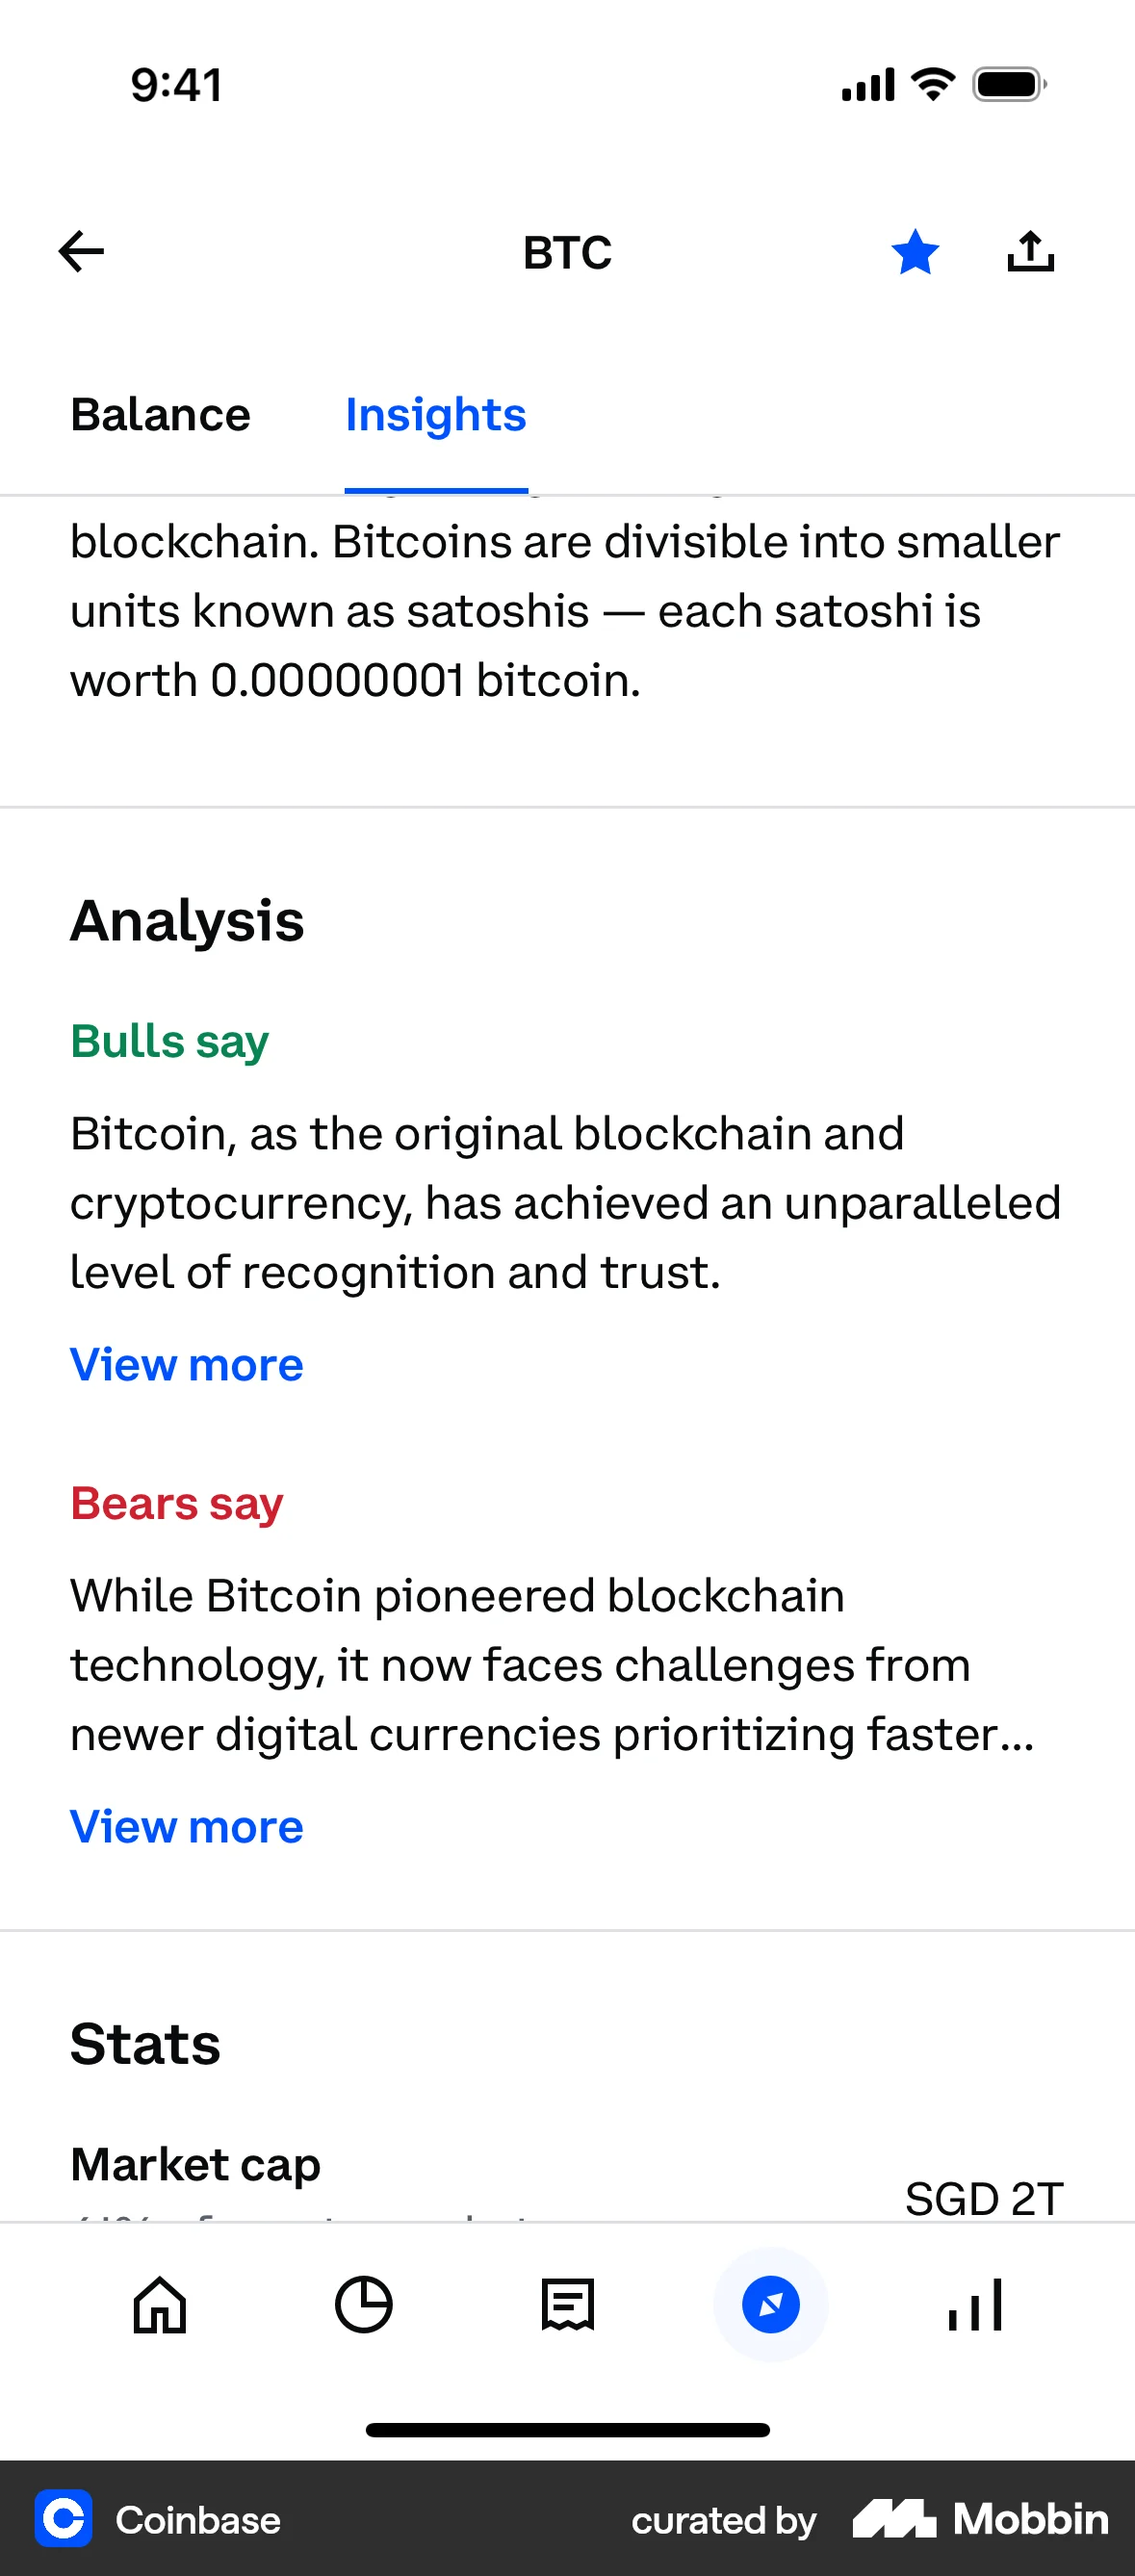 9:41
BTC
Balance
Insights
blockchain. Bitcoins are divisible into smaller
units known as satoshis — each satoshi is
worth 0.00000001 bitcoin.
Analysis
Bulls say
Bitcoin, as the original blockchain and
cryptocurrency, has achieved an unparalleled
level of recognition and trust.
View more
Bears say
While Bitcoin pioneered blockchain
technology, it now faces challenges from
newer digital currencies prioritizing faster...
View more
Stats
Market cap
SGD 2T
Coinbase
curated by Mobbin